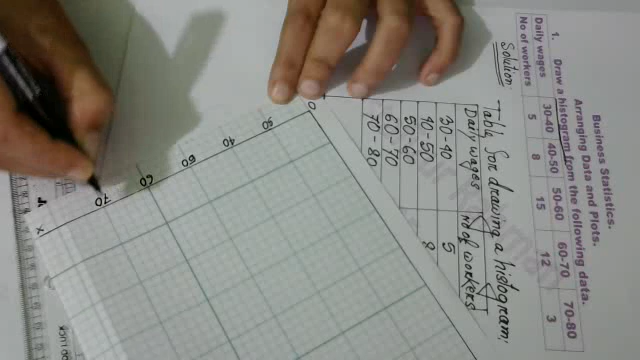 Business Statistics.
Arranging Data and Plots.
1. Draw a histogram from the following data.
Daily wages 30-40 40-50 50-60 60-70 70-80
No of workers 5 8 15 12 3
Solution:
Table for drawing a histogram;
Daily wages No of workers
30-40 5
40-50 8
50-60
60-70
70-80
O 30 40 50 60 70 X